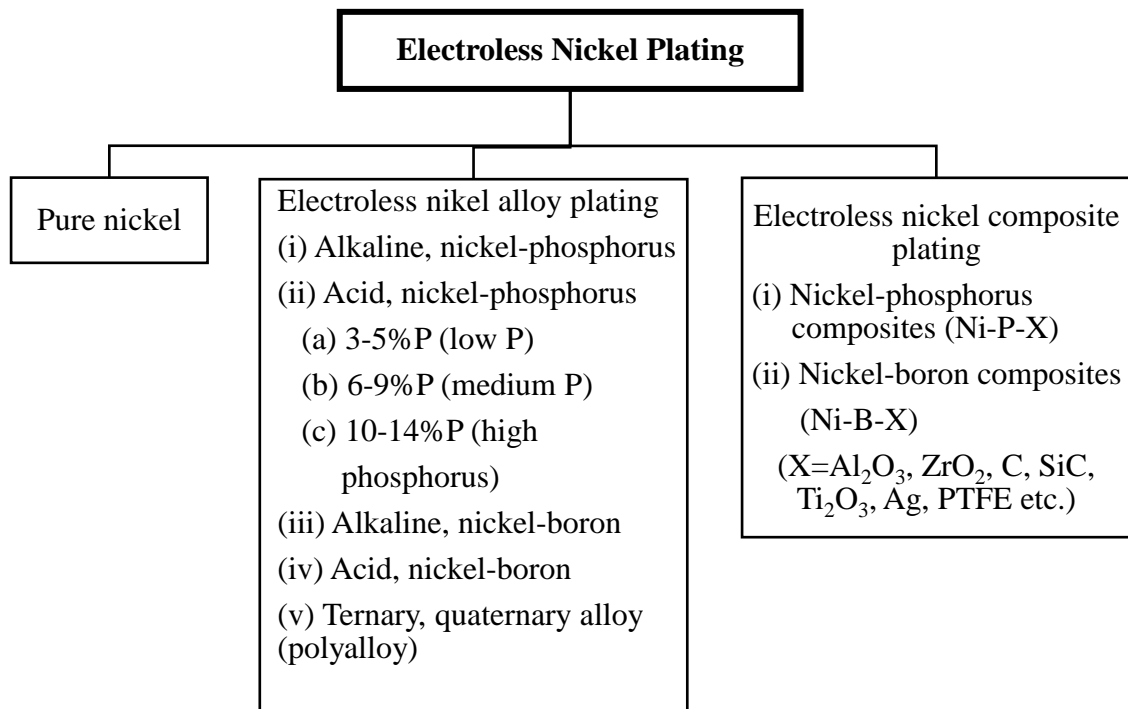 Electroless Nickel Plating
Pure nickel
Electroless nikel alloy plating
(i) Alkaline, nickel-phosphorus
(ii) Acid, nickel-phosphorus
(a) 3-5%P (low P)
(b) 6-9%P (medium P)
(c) 10-14%P (high
phosphorus)
(iii) Alkaline, nickel-boron
(iv) Acid, nickel-boron
(v) Ternary, quaternary alloy
(polyalloy)
Electroless nickel composite
plating
(i) Nickel-phosphorus
composites (Ni-P-X)
(ii) Nickel-boron composites
(Ni-B-X)
(X=Al₂O₃, ZrO₂, C, SiC,
Ti₂O₃, Ag, PTFE etc.)